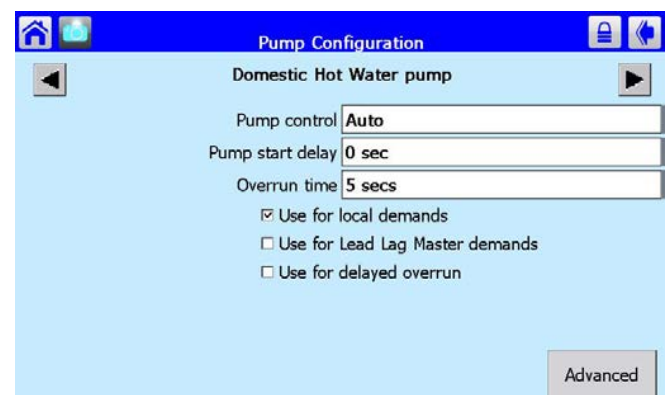 Pump Configuration
Domestic Hot Water pump
Pump control Auto
Pump start delay 0 sec
Overrun time 5 secs
Use for local demands
Use for Lead Lag Master demands
Use for delayed overrun
Advanced